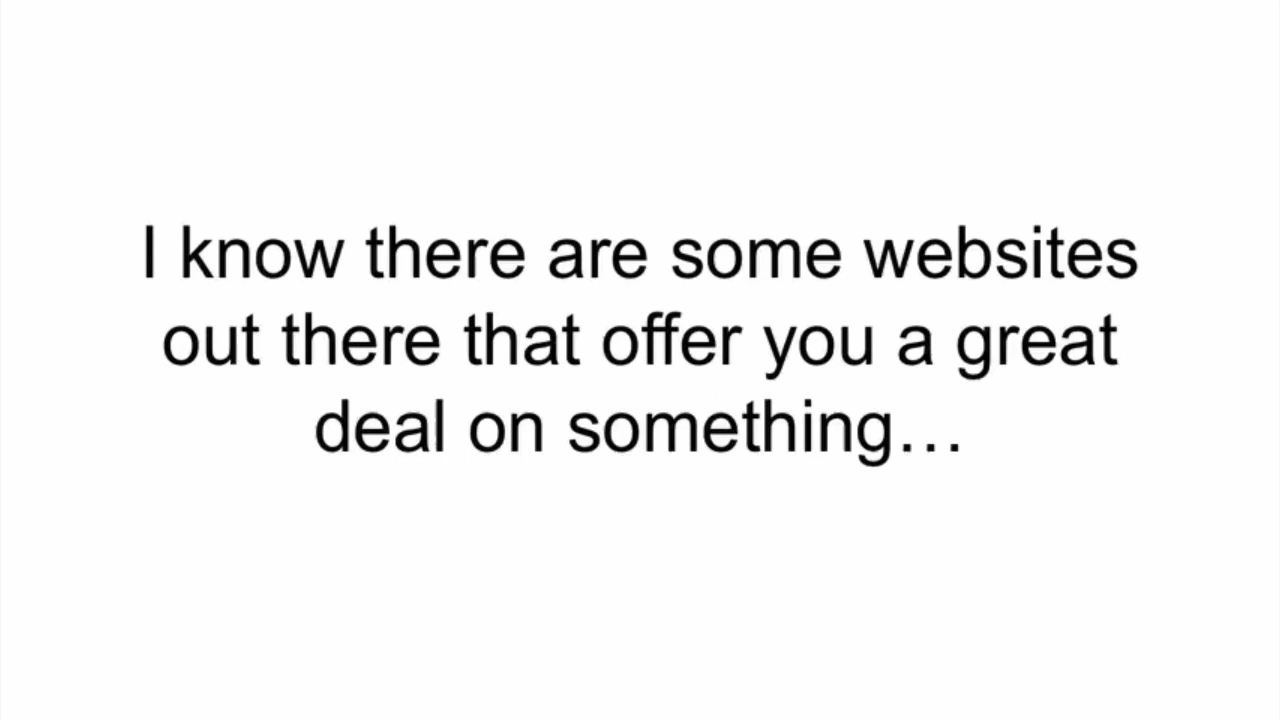 I know there are some websites
out there that offer you a great
deal on something…